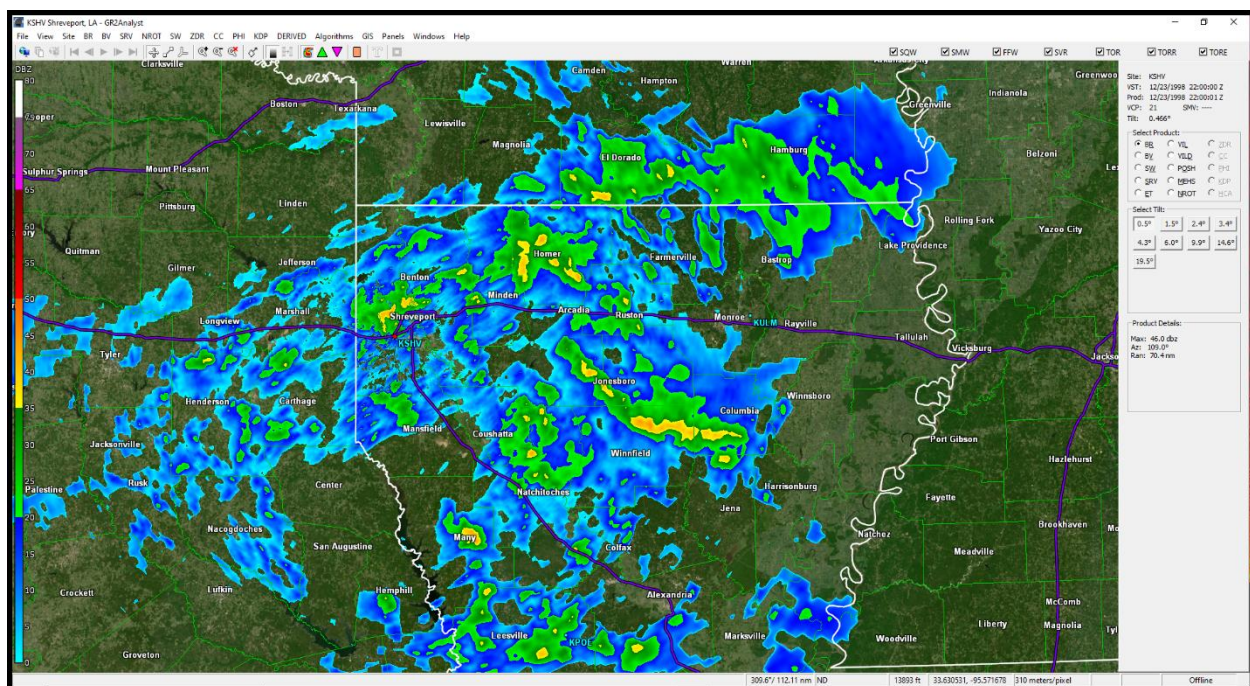 KSHV Shreveport, LA - GR2Analyst
File View Site BR BV SRV NROT SW ZDR CC PHI KDP DERIVED Algorithms GIS Panels Windows Help
SQW SMW FFW SVR TOR TORR TORE
DBZ
80
70
65
60
55
50
45
40
35
30
25
20
15
10
5
0
Clarksville
Camden
Warren
Hampton
Greenwood
Boston
Texarkana
Lewisville
Greenville
Indianola
Magnolia
El Dorado
Hamburg
Belzoni
Sulphur Springs
Mount Pleasant
Pittsburg
Linden
Rolling Fork
Yazoo City
Quitman
Gilmer
Jefferson
Homer
Farmerville
Bastrop
Lake Providence
Benton
Minden
Marshall
Longview
Shreveport
Arcadia
Ruston
Monroe
KULM
Rayville
Tallulah
Vicksburg
Jackson
KSHV
Tyler
Henderson
Carthage
Jonesboro
Columbia
Winnsboro
Mansfield
Coushatta
Port Gibson
Jacksonville
Winnfield
Hazlehurst
Palestine
Rusk
Center
Natchitoches
Harrisonburg
Jena
Fayette
Nacogdoches
San Augustine
Many
Colfax
Natchez
Brookhaven
Meadville
Crockett
Lufkin
Hemphill
Alexandria
McComb
Leesville
KPOE
Marksville
Woodville
Liberty
Magnolia
Groveton
Site: KSHV
VST: 12/23/1998 22:00:00 Z
Prod: 12/23/1998 22:00:01 Z
VCP: 21 SMV: ----
Tilt: 0.466°
Select Product:
BR VIL ZDR
BV VILD CC
SW POSH PHI
SRV MEHS KDP
ET NROT HCA
Select Tilt:
0.5° 1.5° 2.4° 3.4°
4.3° 6.0° 9.9° 14.6°
19.5°
Product Details:
Max: 46.0 dbz
Az: 109.0°
Ran: 70.4 nm
309.6°/ 112.11 nm ND 13893 ft 33.630531, -95.571678 310 meters/pixel Offline